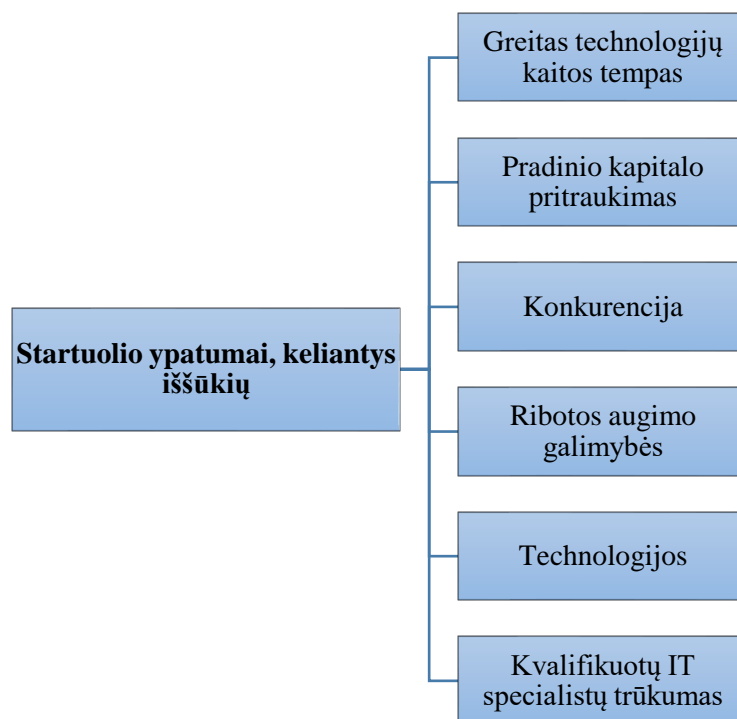 Greitas technologijų
kaitos tempas
Pradinio kapitalo
pritraukimas
Konkurencija
Startuolio ypatumai, keliantys
iššūkių
Ribotos augimo
galimybės
Technologijos
Kvalifikuotų IT
specialistų trūkumas